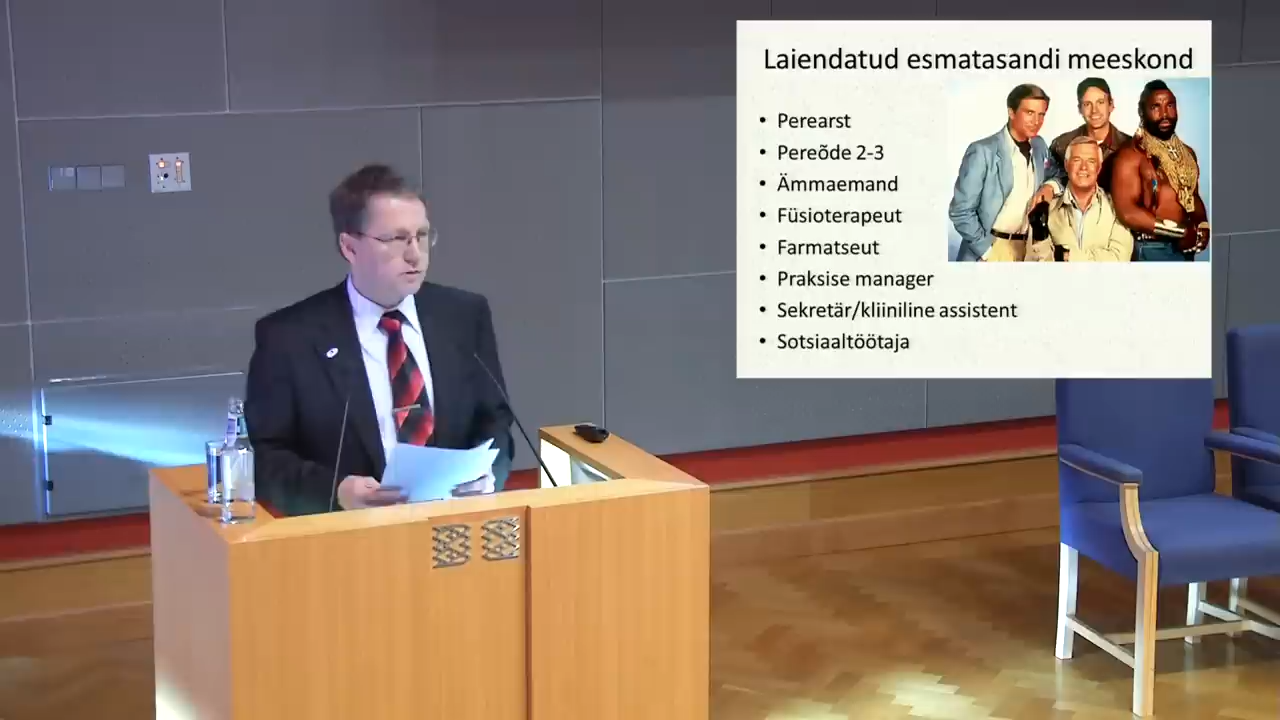 Laiendatud esmatasandi meeskond
• Perearst
• Pereõde 2-3
• Ämmaemand
• Füsioterapeut
• Farmatseut
• Praksise manager
• Sekretär/kliiniline assistent
• Sotsiaaltöötaja